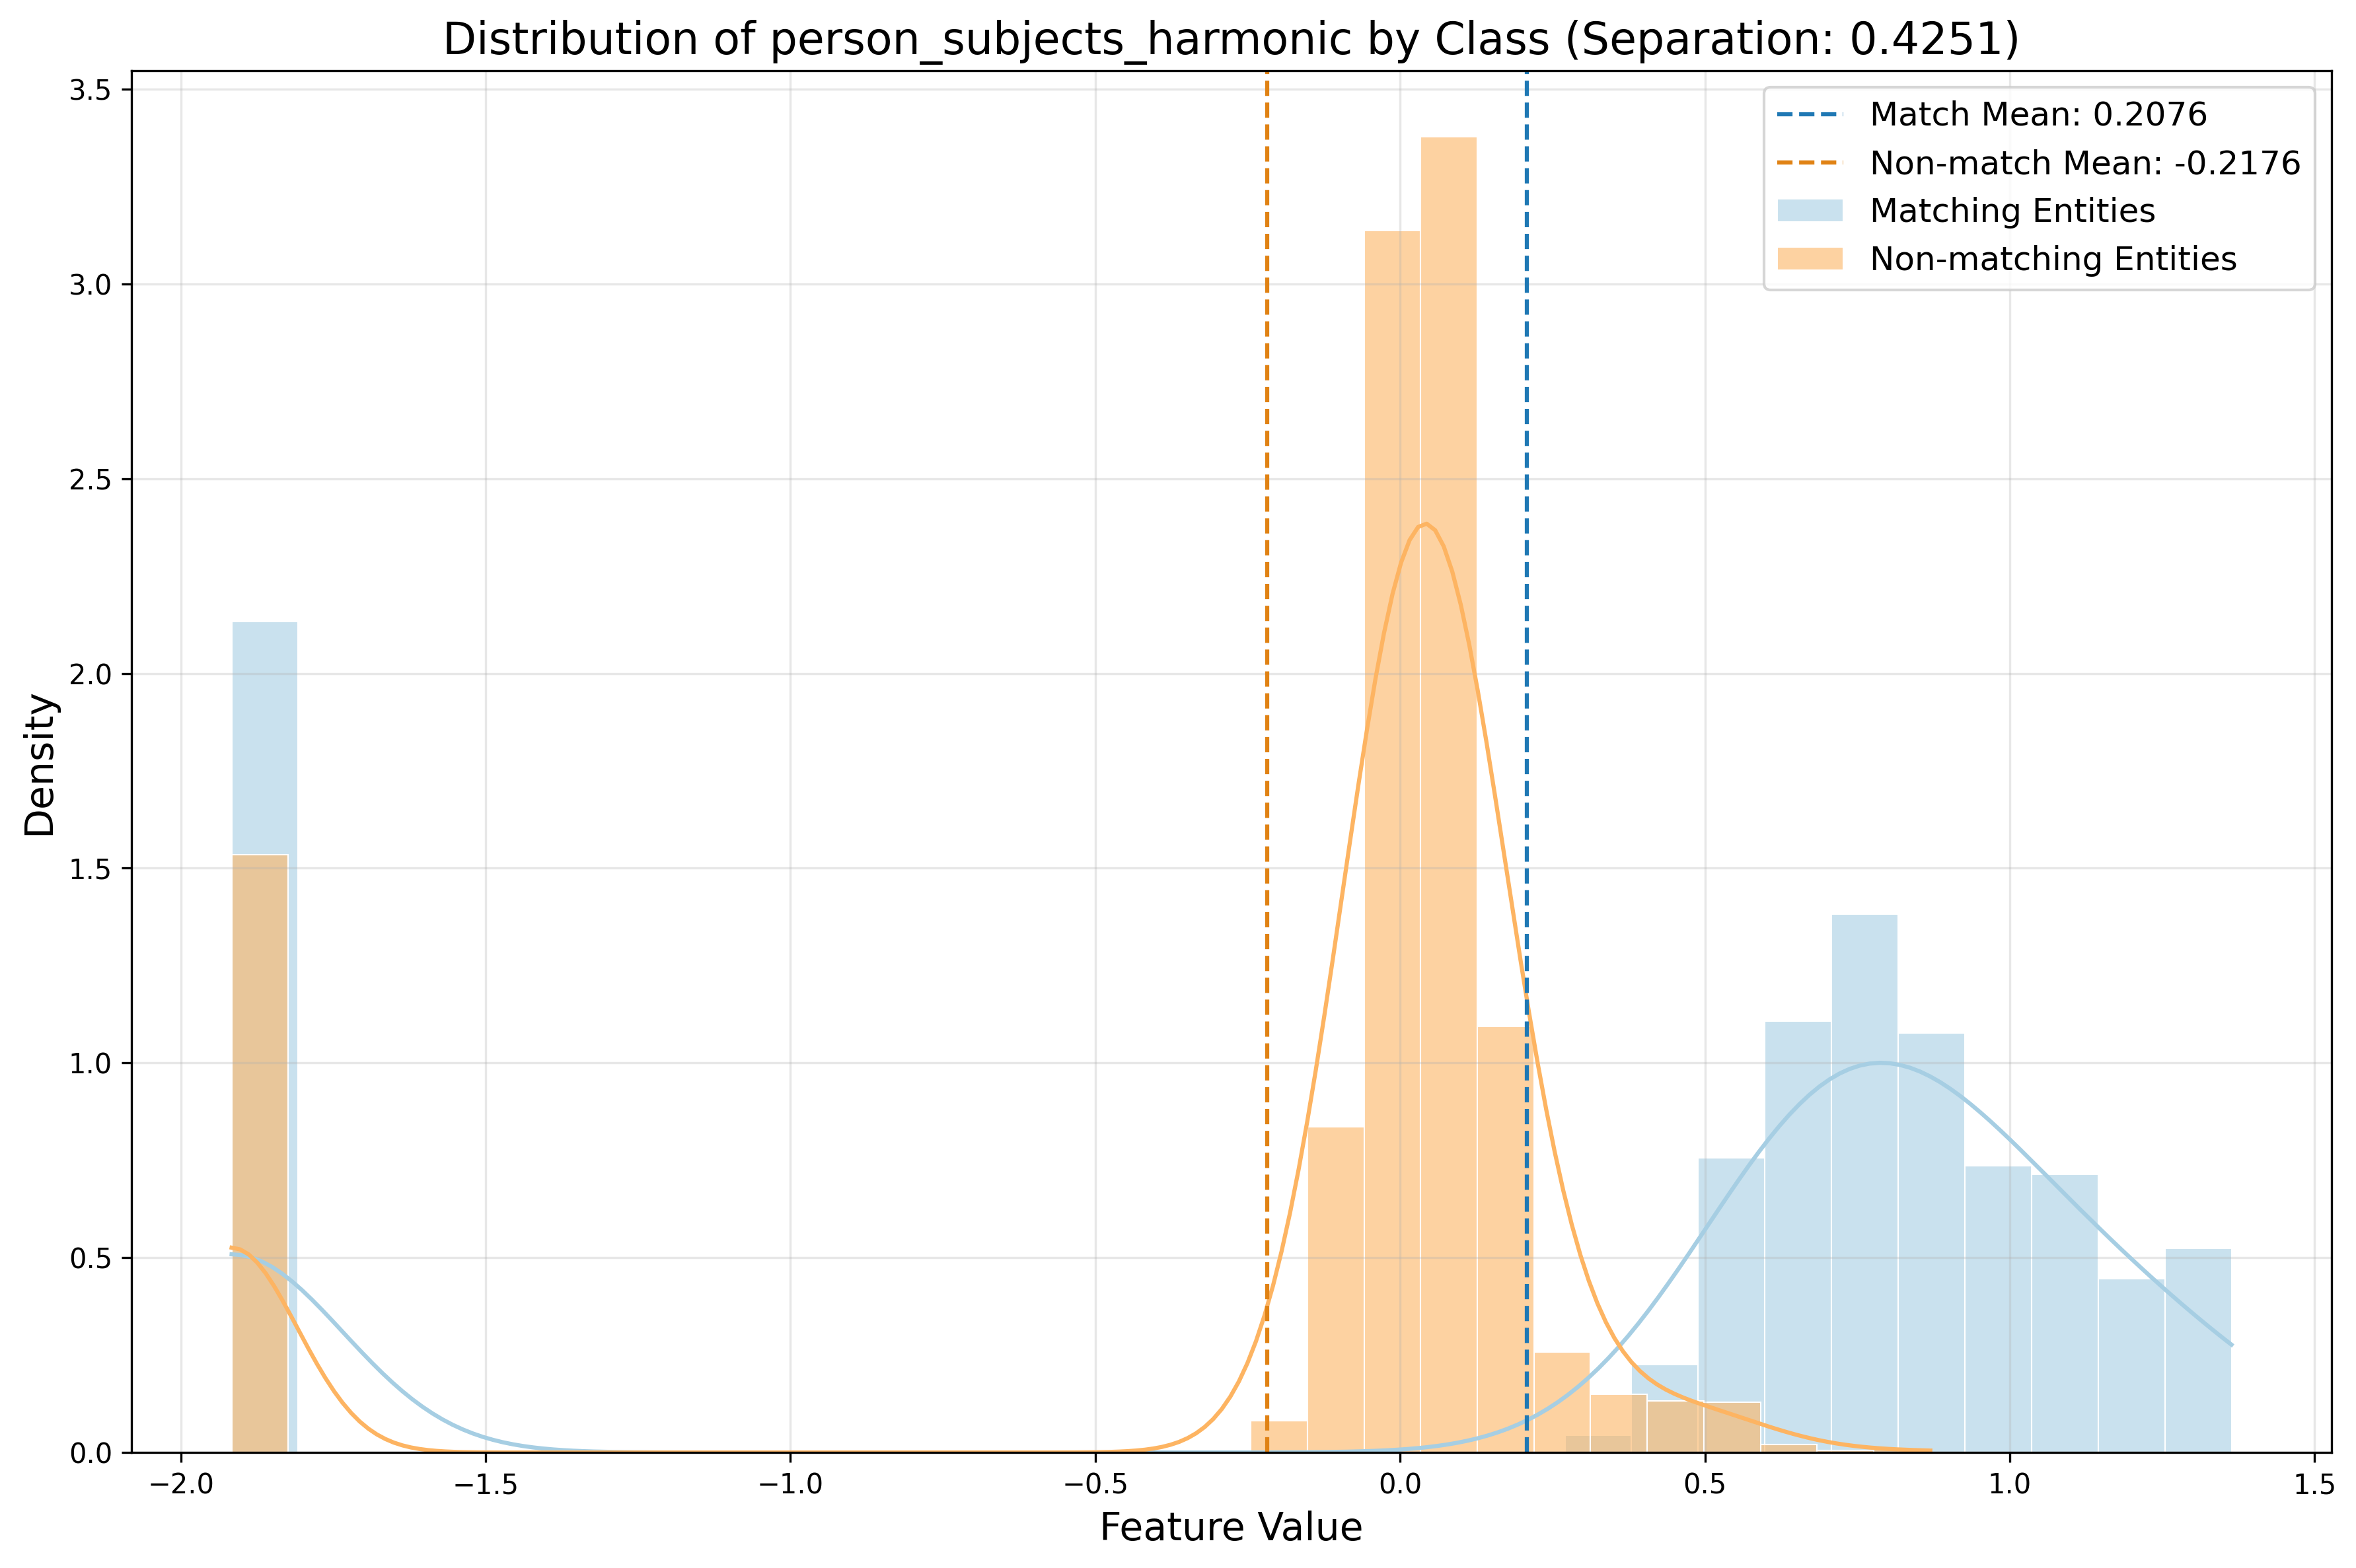 Distribution of person_subjects_harmonic by Class (Separation: 0.4251)
Match Mean: 0.2076
Non-match Mean: -0.2176
Matching Entities
Non-matching Entities
Density
3.5
3.0
2.5
2.0
1.5
1.0
0.5
0.0
−2.0 −1.5 −1.0 −0.5 0.0 0.5 1.0 1.5
Feature Value